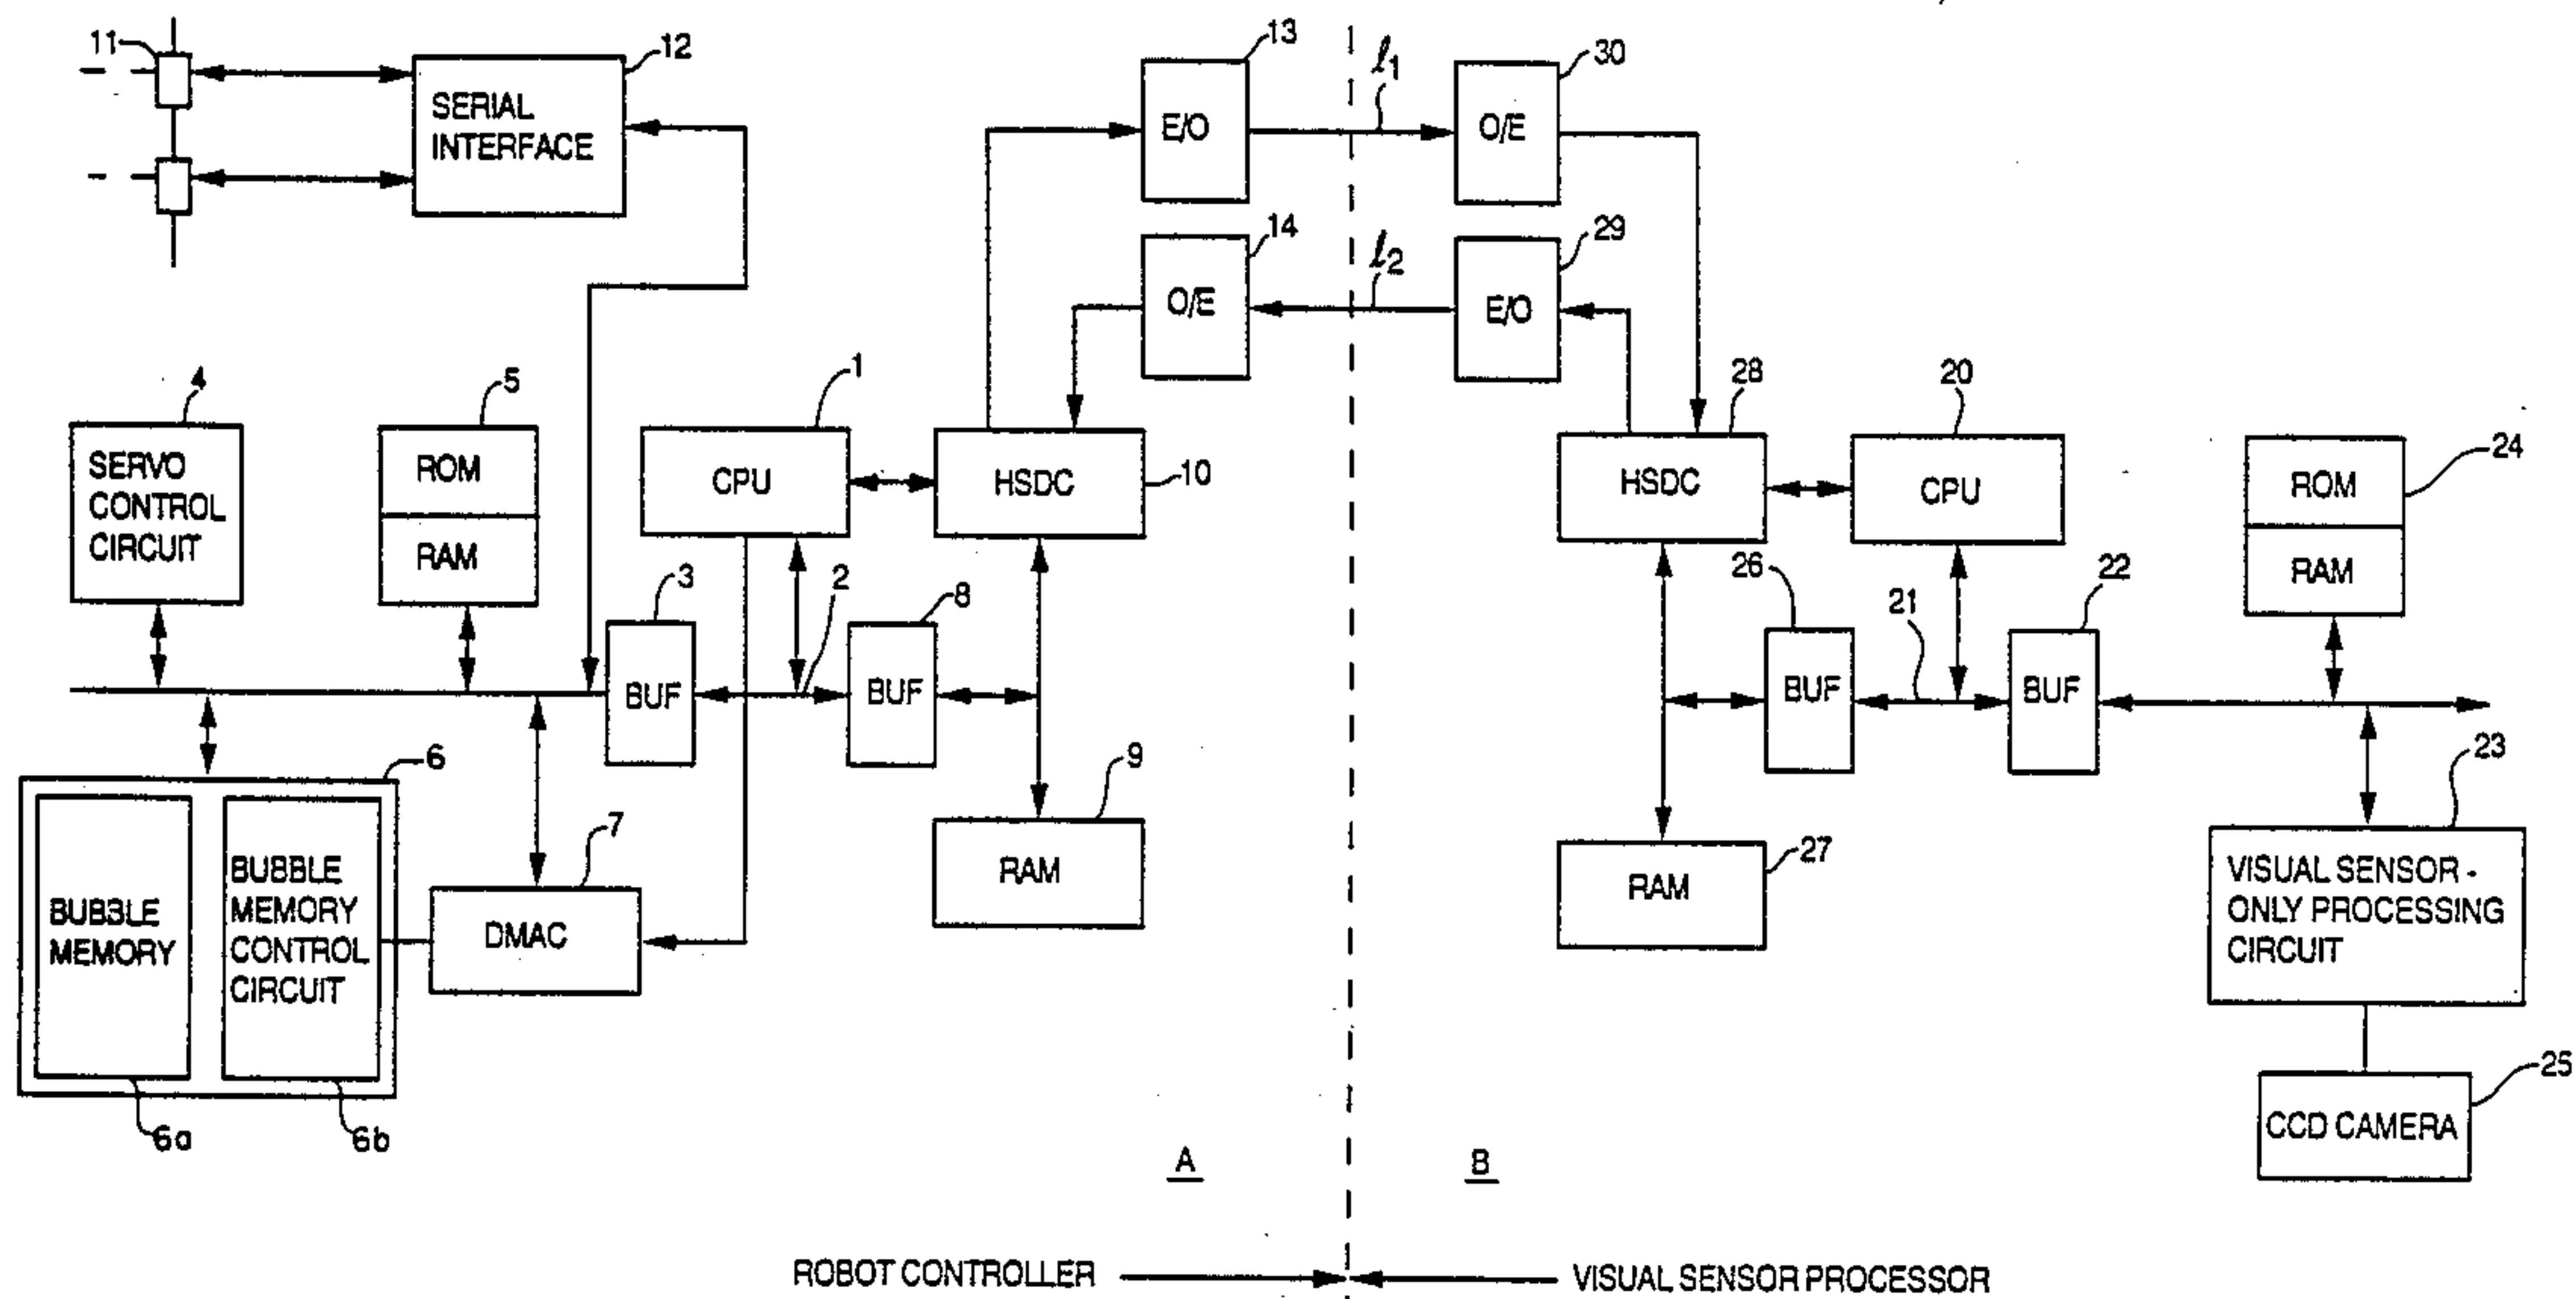 11
12
SERIAL
INTERFACE
13
E/O
l1
30
O/E
14
O/E
l2
29
E/O
4
SERVO
CONTROL
CIRCUIT
5
ROM
RAM
1
CPU
HSDC
10
28
HSDC
20
CPU
24
ROM
RAM
3
BUF
2
8
BUF
26
BUF
21
22
BUF
6
BUBBLE
MEMORY
BUBBLE
MEMORY
CONTROL
CIRCUIT
6a
6b
7
DMAC
9
RAM
27
RAM
23
VISUAL SENSOR -
ONLY PROCESSING
CIRCUIT
25
CCD CAMERA
A
B
ROBOT CONTROLLER
VISUAL SENSOR PROCESSOR